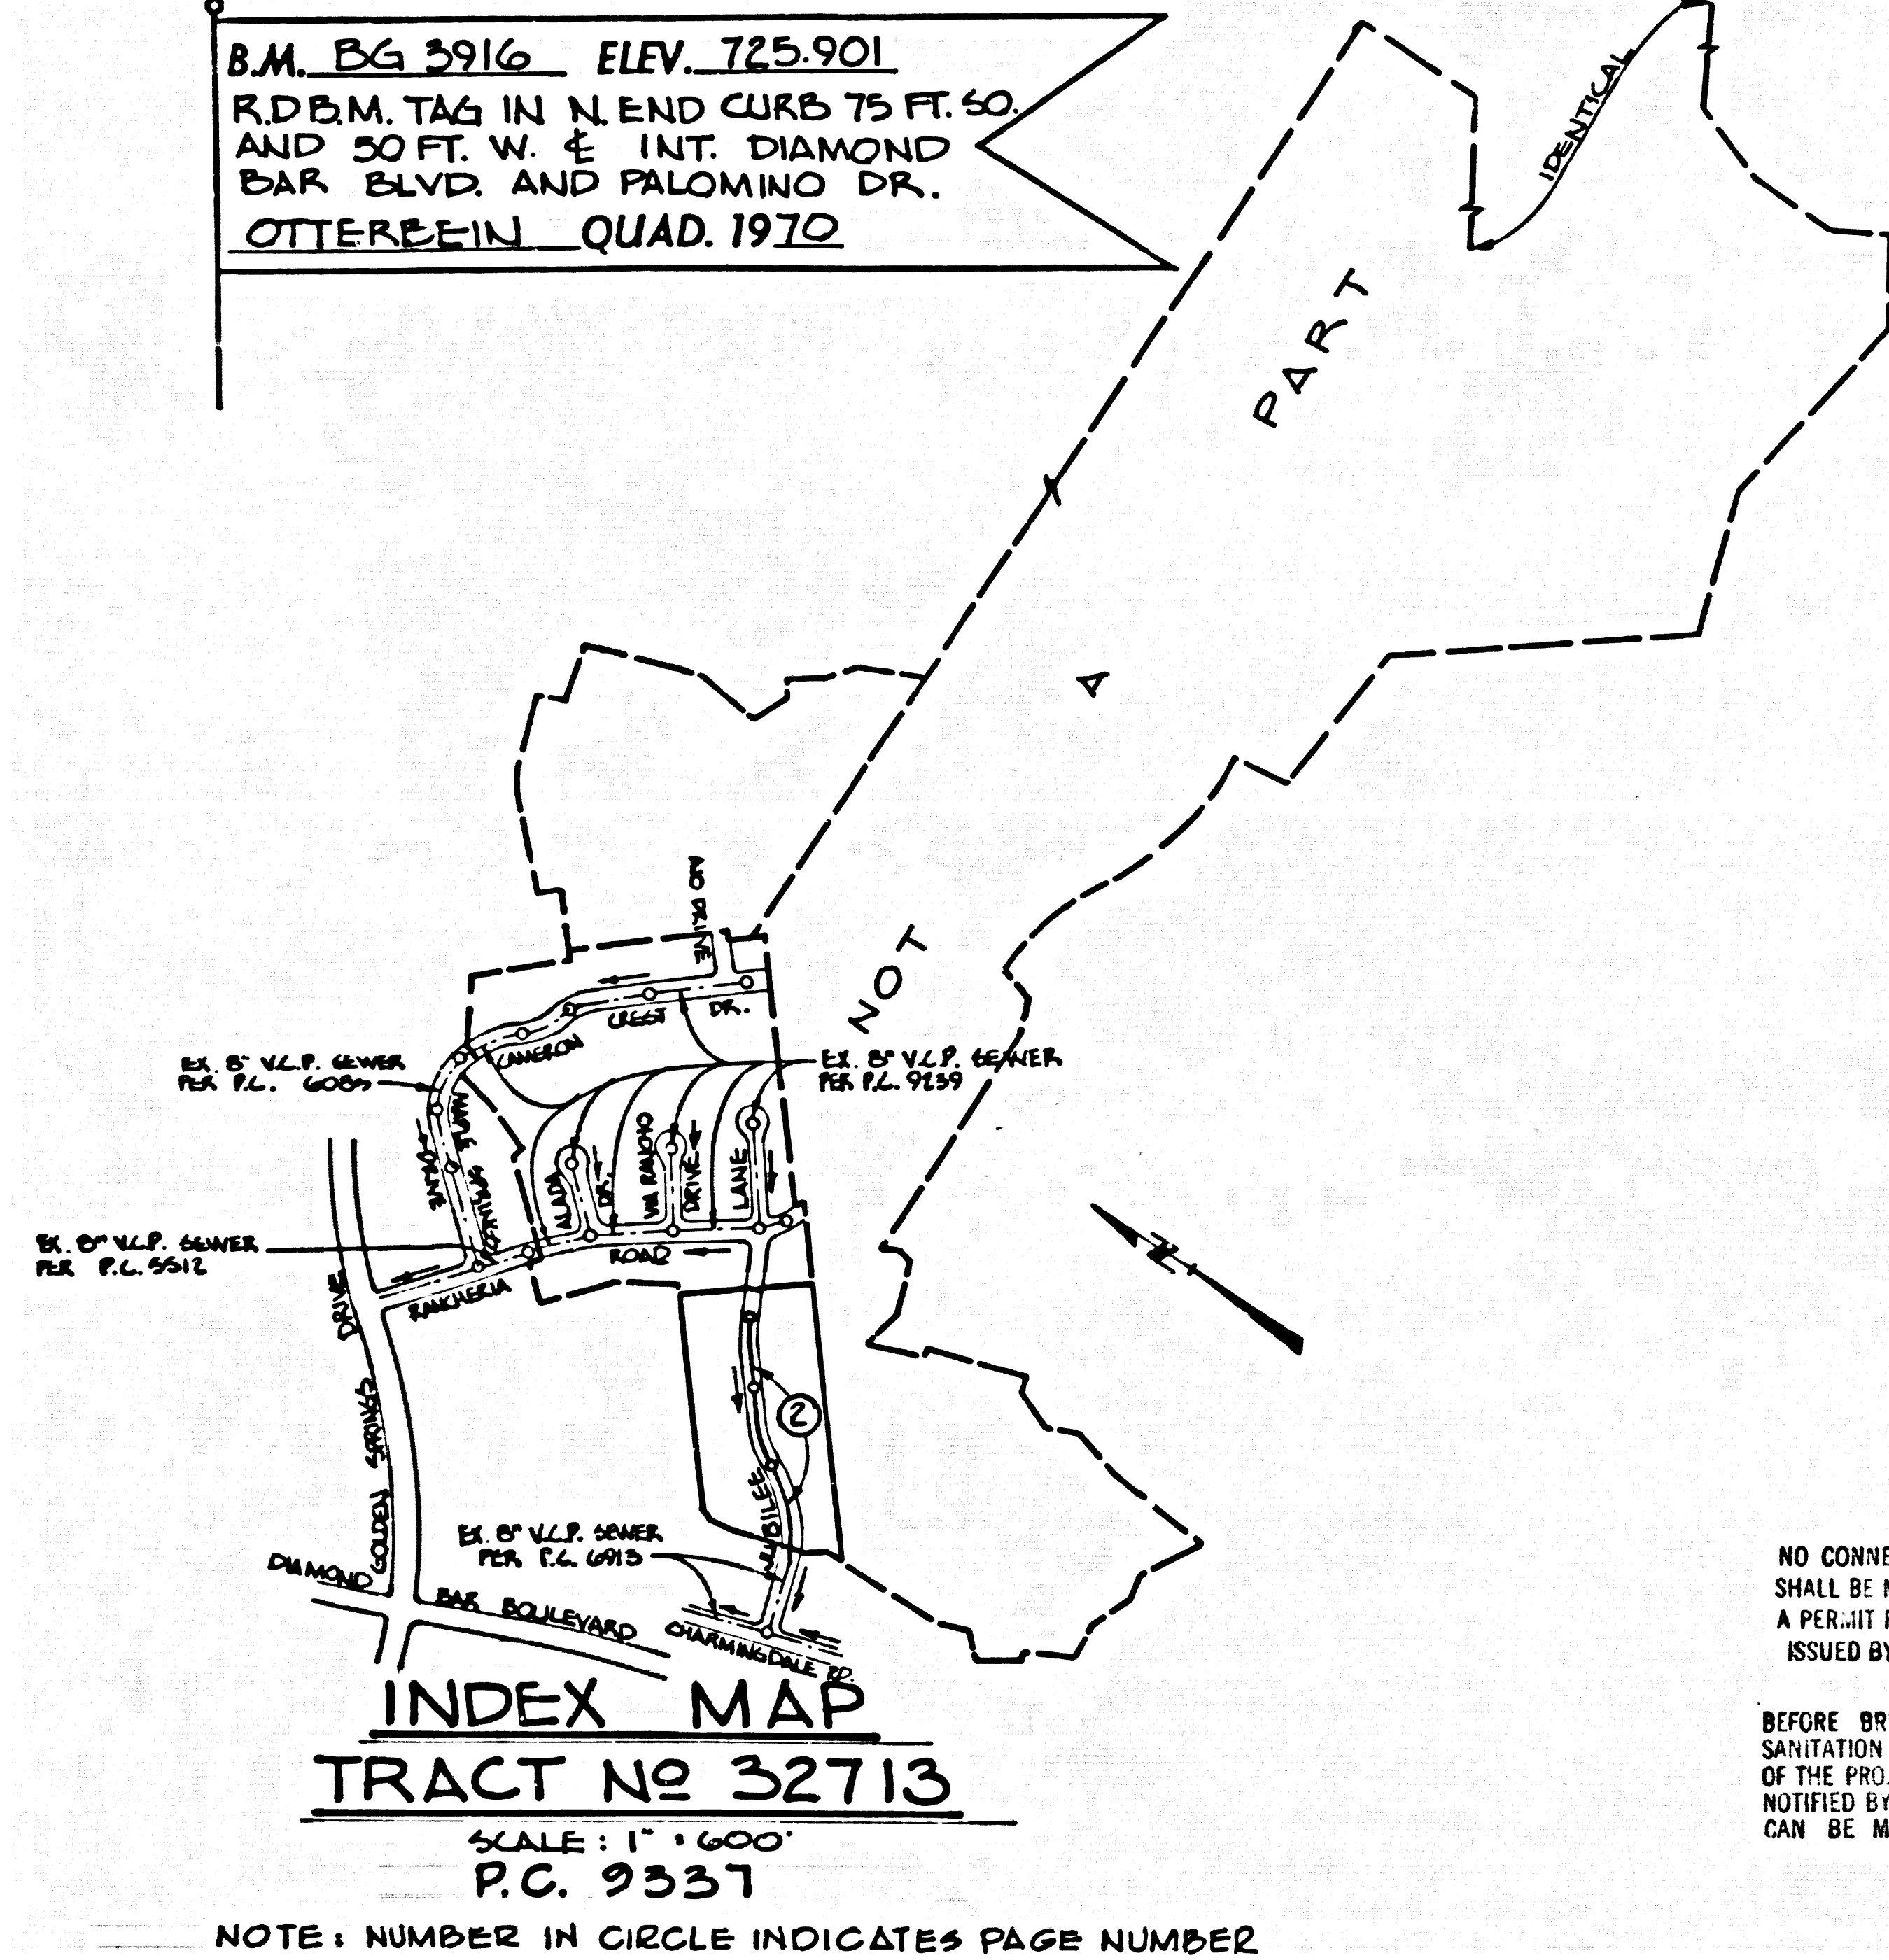 B.M. BG 3916 ELEV. 725.901
R.D B.M. TAG IN N. END CURB 75 FT. SO.
AND 50 FT. W. ℄ INT. DIAMOND
BAR BLVD. AND PALOMINO DR.
OTTERBEIN QUAD. 1970
IDENTICAL
PART
A
NOT
DRIVE
CREST DR.
CAMERON
EX. 8" V.C.P. SEWER
PER P.C.
EX. 8" V.C.P. SEWER
PER P.C. 9239
SPRINGS
DRIVE
ALADA
DR.
VIA RANCHO
DRIVE
LANE
EX. 8" V.C.P. SEWER
PER P.C. 5512
ROAD
RANCHERIA
DRIVE
SPRINGS
GOLDEN
2
EX. 8" V.C.P. SEWER
PER P.C. 6913
DIAMOND
BAR BOULEVARD
CHARMINGDALE RD.
N
INDEX MAP
TRACT Nº 32713
SCALE : 1" = 600'
P.C. 9337
NOTE: NUMBER IN CIRCLE INDICATES PAGE NUMBER
NO CONNE
SHALL BE
A PERMIT
ISSUED BY
BEFORE BR
SANITATION
OF THE PRO
NOTIFIED BY
CAN BE M